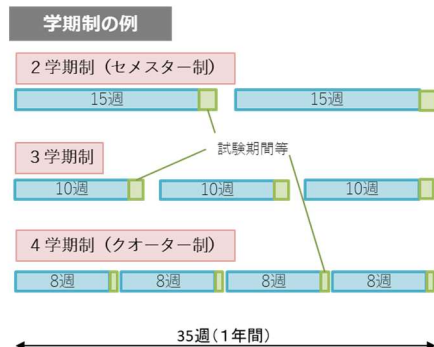 学期制の例
２学期制（セメスター制）
15週 15週
試験期間等
３学期制
10週 10週 10週
４学期制（クオーター制）
8週 8週 8週 8週
35週（１年間）